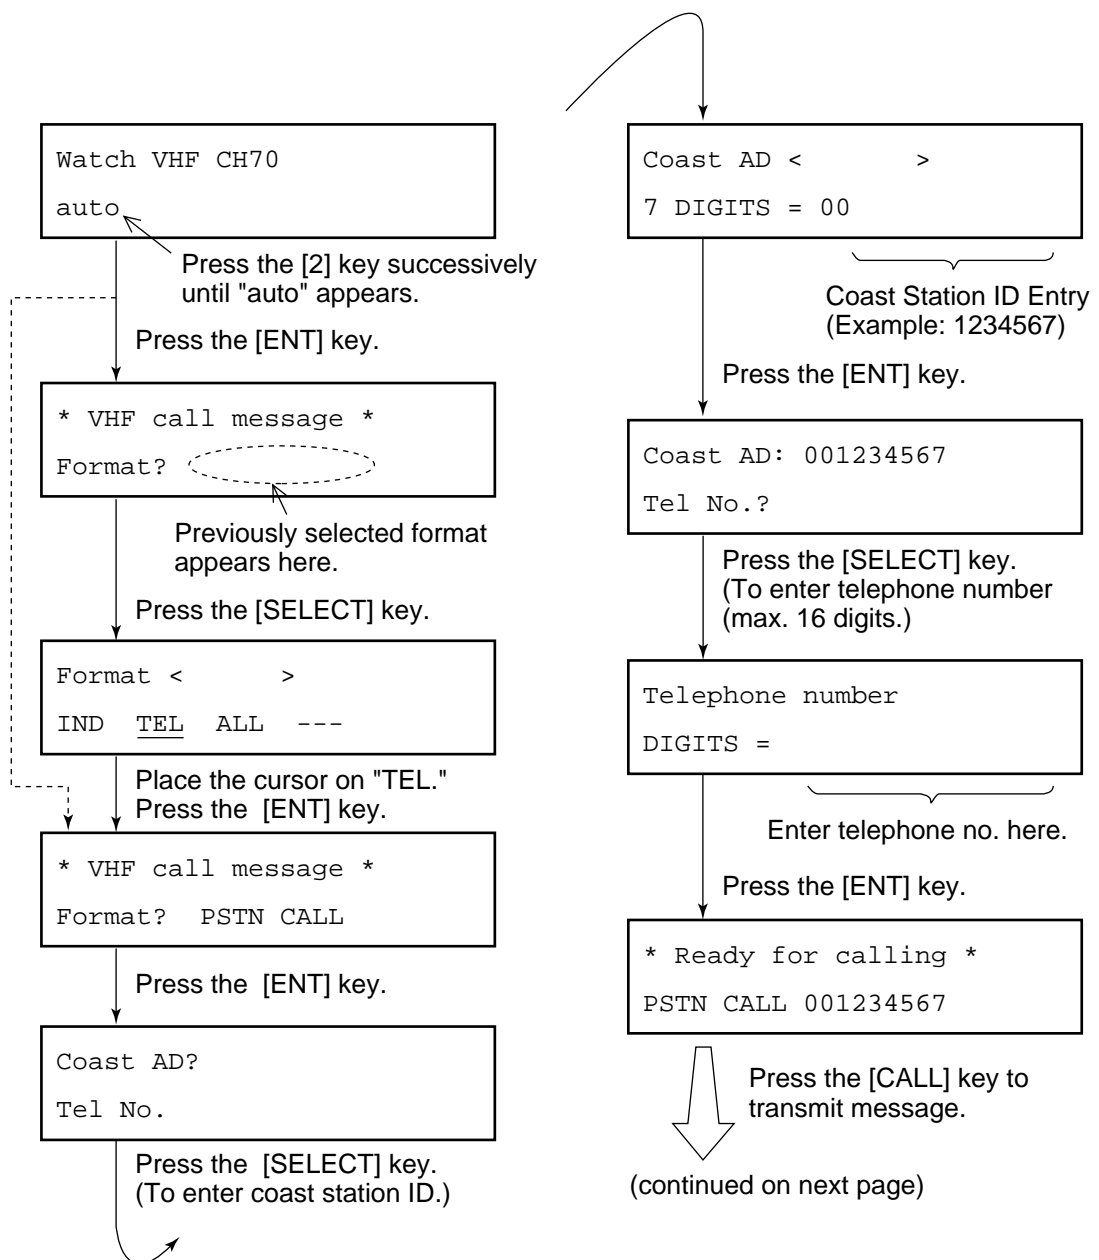 Watch VHF CH70
auto
Press the [2] key successively
until "auto" appears.
Press the [ENT] key.
* VHF call message *
Format?
Previously selected format
appears here.
Press the [SELECT] key.
Format < >
IND TEL ALL ---
Place the cursor on "TEL."
Press the [ENT] key.
* VHF call message *
Format? PSTN CALL
Press the [ENT] key.
Coast AD?
Tel No.
Press the [SELECT] key.
(To enter coast station ID.)
Coast AD < >
7 DIGITS = 00
Coast Station ID Entry
(Example: 1234567)
Press the [ENT] key.
Coast AD: 001234567
Tel No.?
Press the [SELECT] key.
(To enter telephone number
(max. 16 digits.)
Telephone number
DIGITS =
Enter telephone no. here.
Press the [ENT] key.
* Ready for calling *
PSTN CALL 001234567
Press the [CALL] key to
transmit message.
(continued on next page)